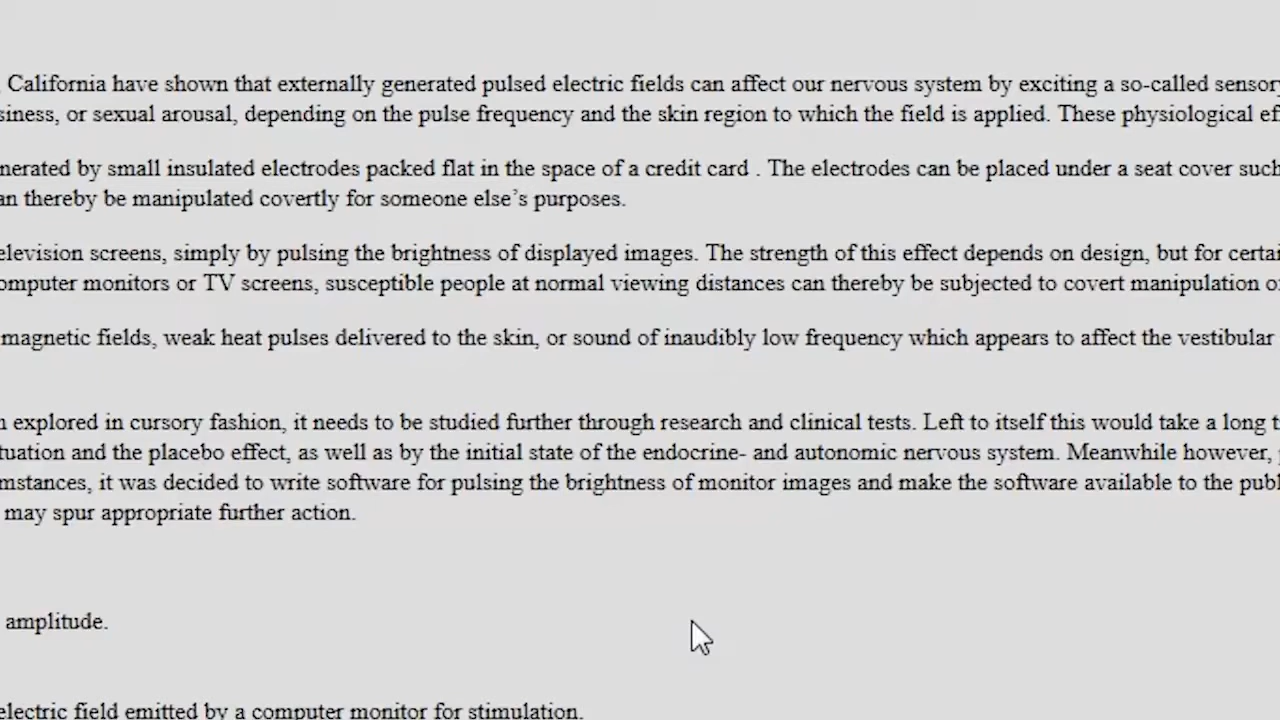 California have shown that externally generated pulsed electric fields can affect our nervous system by exciting a so-called sensory
siness, or sexual arousal, depending on the pulse frequency and the skin region to which the field is applied. These physiological ef
nerated by small insulated electrodes packed flat in the space of a credit card . The electrodes can be placed under a seat cover such
an thereby be manipulated covertly for someone else’s purposes.
elevision screens, simply by pulsing the brightness of displayed images. The strength of this effect depends on design, but for certai
omputer monitors or TV screens, susceptible people at normal viewing distances can thereby be subjected to covert manipulation o
magnetic fields, weak heat pulses delivered to the skin, or sound of inaudibly low frequency which appears to affect the vestibular
n explored in cursory fashion, it needs to be studied further through research and clinical tests. Left to itself this would take a long t
tuation and the placebo effect, as well as by the initial state of the endocrine- and autonomic nervous system. Meanwhile however,
mstances, it was decided to write software for pulsing the brightness of monitor images and make the software available to the publ
may spur appropriate further action.
amplitude.
electric field emitted by a computer monitor for stimulation.